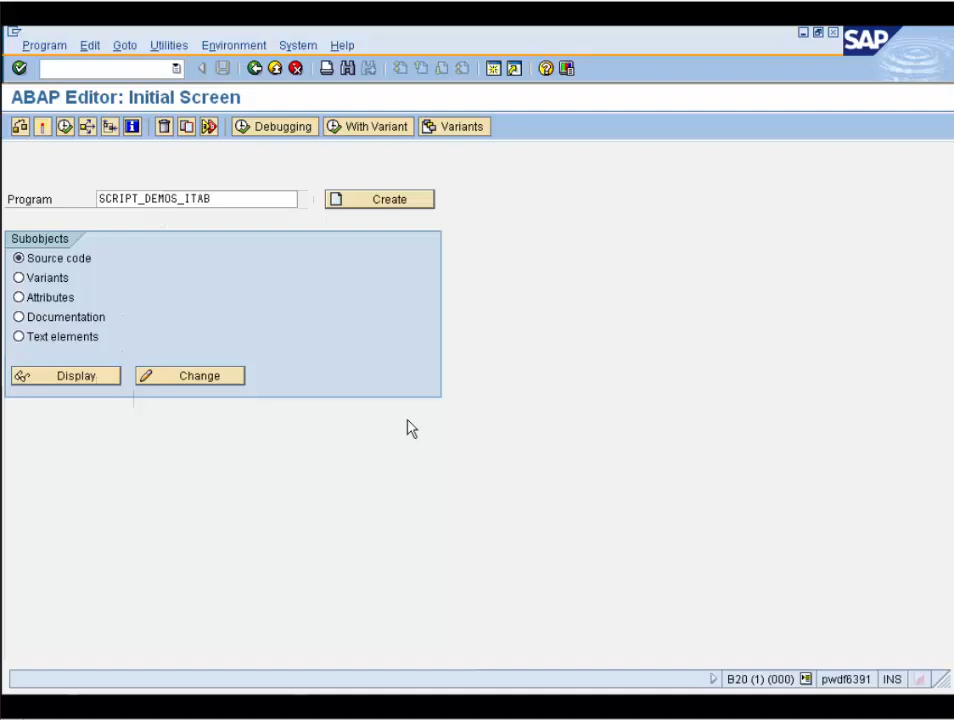 Program Edit Goto Utilities Environment System Help
SAP
ABAP Editor: Initial Screen
Debugging With Variant Variants
Program SCRIPT_DEMOS_ITAB Create
Subobjects
Source code
Variants
Attributes
Documentation
Text elements
Display Change
B20 (1) (000) pwdf6391 INS